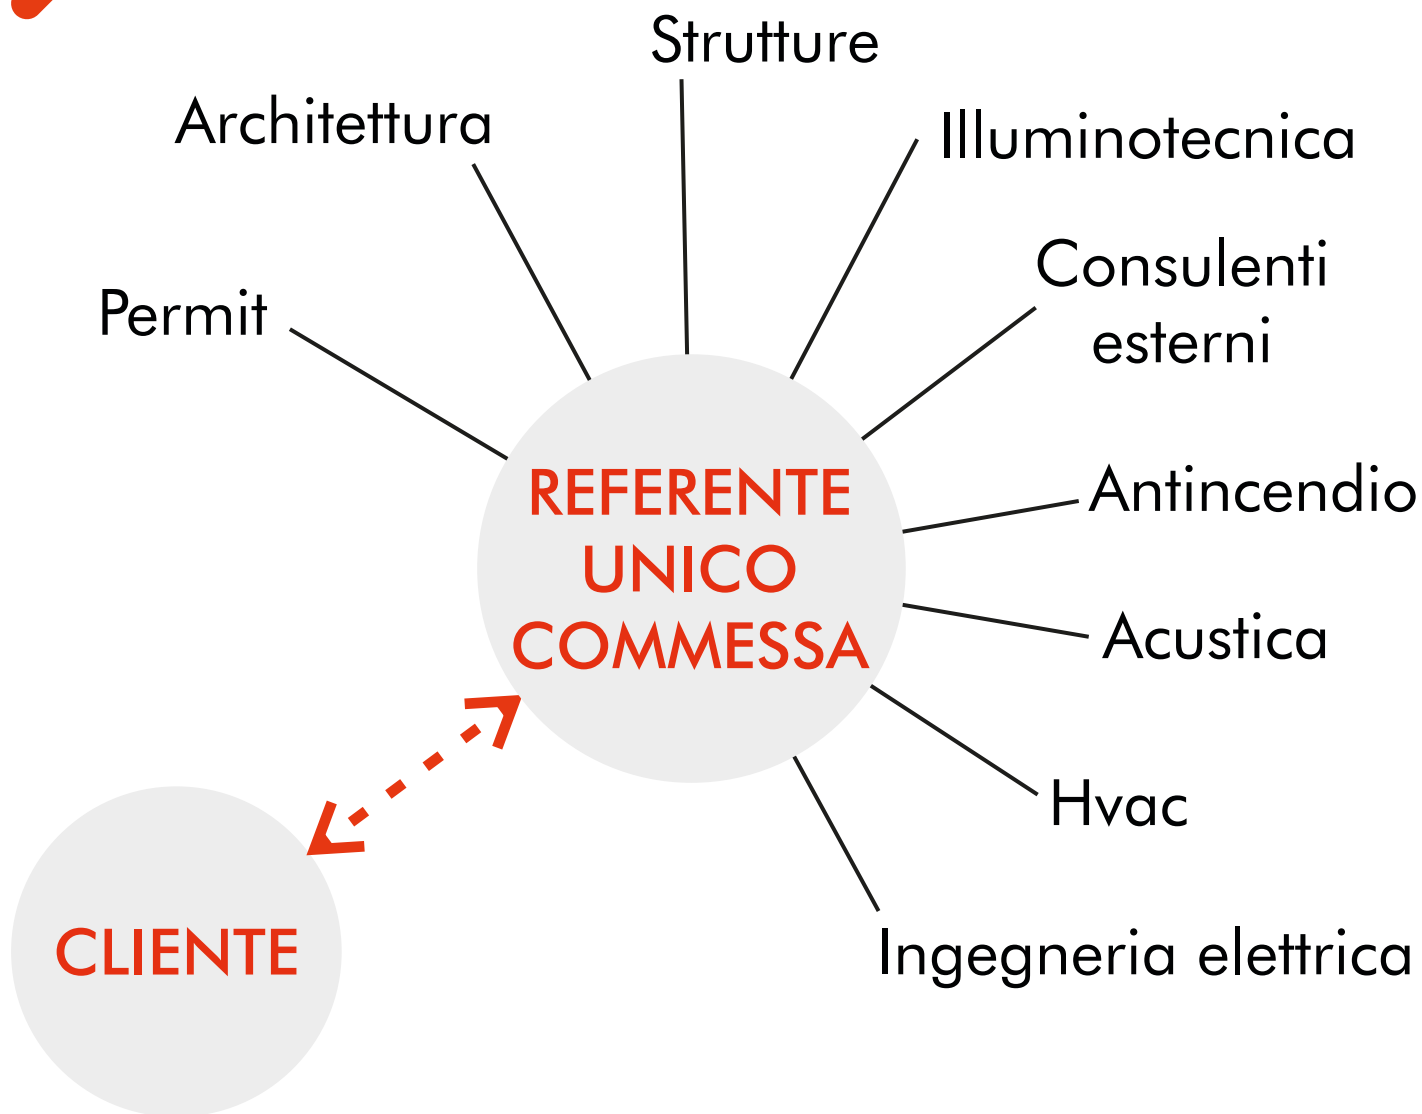 Strutture
Architettura
Illuminotecnica
Consulenti
esterni
Permit
REFERENTE
UNICO
COMMESSA
Antincendio
Acustica
Hvac
Ingegneria elettrica
CLIENTE